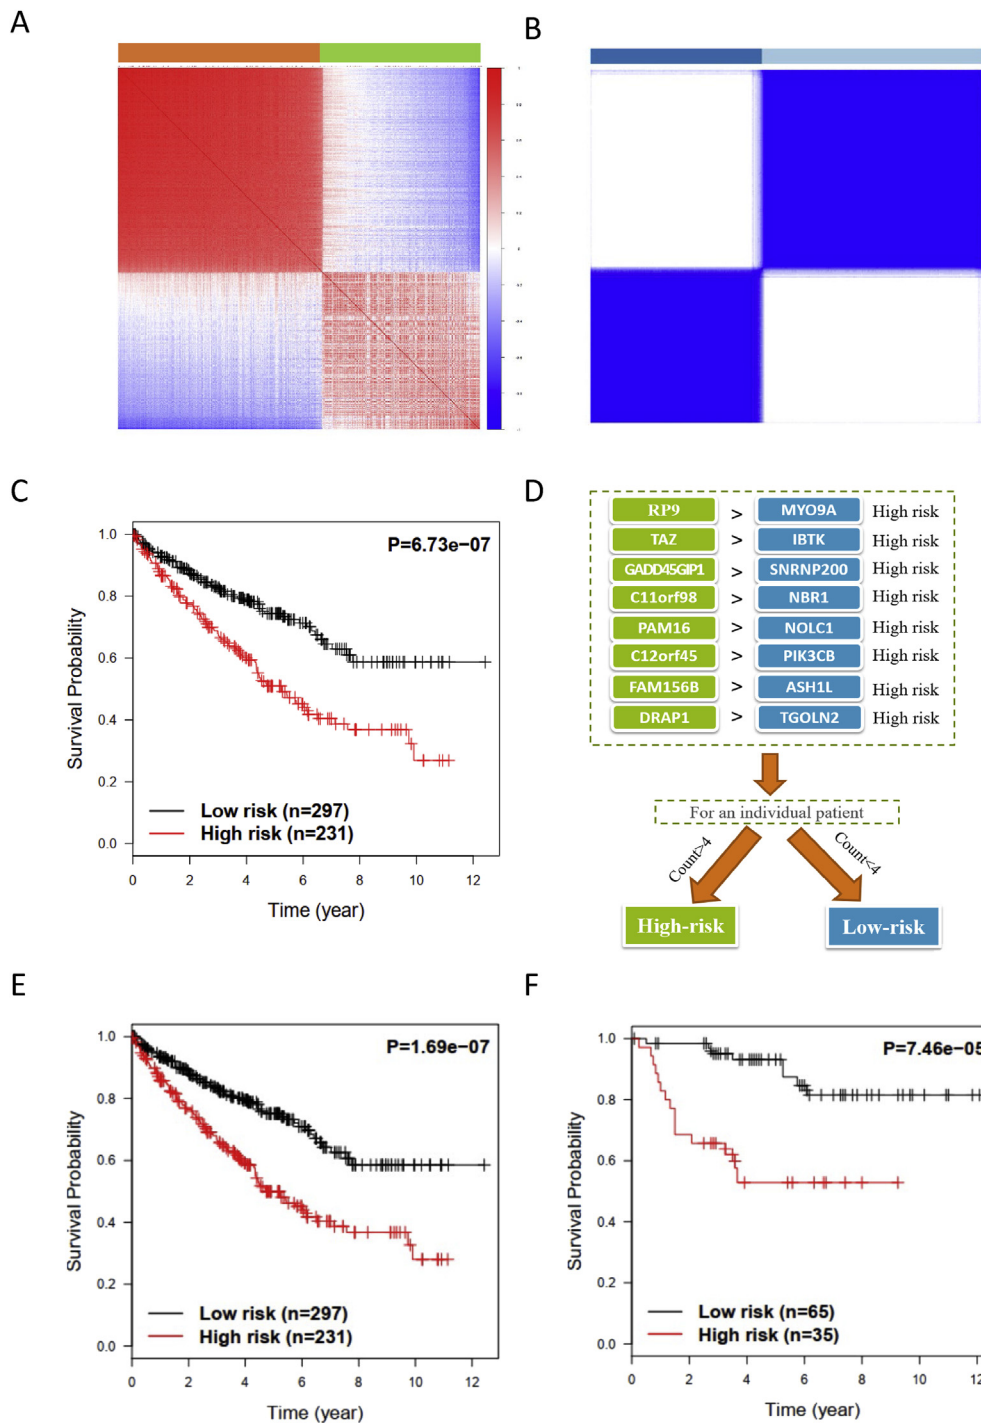 A
B
C
P=6.73e−07
Survival Probability
1.0
0.8
0.6
0.4
0.2
0.0
Low risk (n=297)
High risk (n=231)
0 2 4 6 8 10 12
Time (year)
D
RP9 > MYO9A High risk
TAZ > IBTK High risk
GADD45GIP1 > SNRNP200 High risk
C11orf98 > NBR1 High risk
PAM16 > NOLC1 High risk
C12orf45 > PIK3CB High risk
FAM156B > ASH1L High risk
DRAP1 > TGOLN2 High risk
For an individual patient
Count>4
Count<4
High-risk
Low-risk
E
P=1.69e−07
Survival Probability
1.0
0.8
0.6
0.4
0.2
0.0
Low risk (n=297)
High risk (n=231)
0 2 4 6 8 10 12
Time (year)
F
P=7.46e−05
Survival Probability
1.0
0.8
0.6
0.4
0.2
0.0
Low risk (n=65)
High risk (n=35)
0 2 4 6 8 10 12
Time (year)